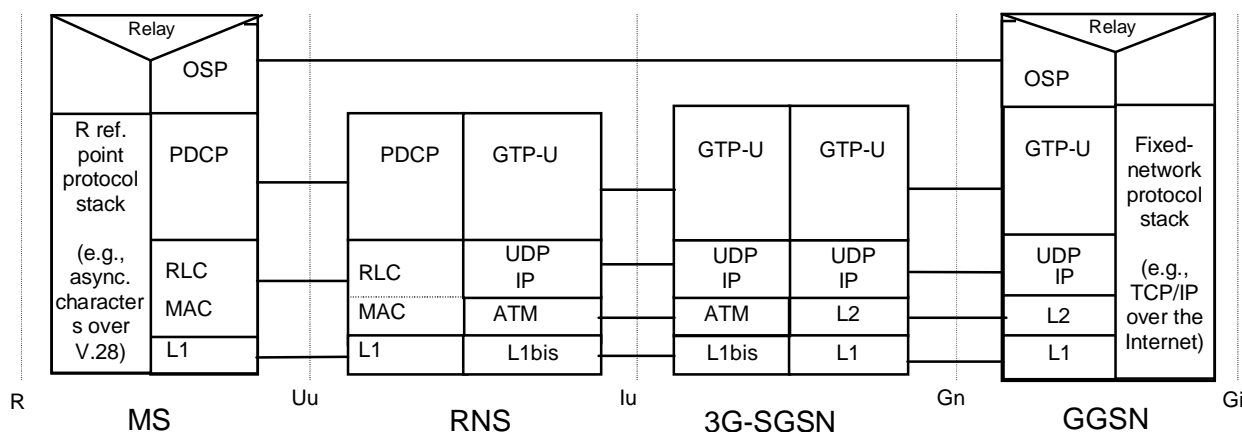 Relay
OSP
R ref.
point
protocol
stack
(e.g.,
async.
character
s over
V.28)
PDCP
RLC
MAC
L1
PDCP
RLC
MAC
L1
GTP-U
UDP
IP
ATM
L1bis
GTP-U
UDP
IP
ATM
L1bis
GTP-U
UDP
IP
L2
L1
Relay
OSP
GTP-U
UDP
IP
L2
L1
Fixed-
network
protocol
stack
(e.g.,
TCP/IP
over the
Internet)
R
MS
Uu
RNS
Iu
3G-SGSN
Gn
GGSN
Gi